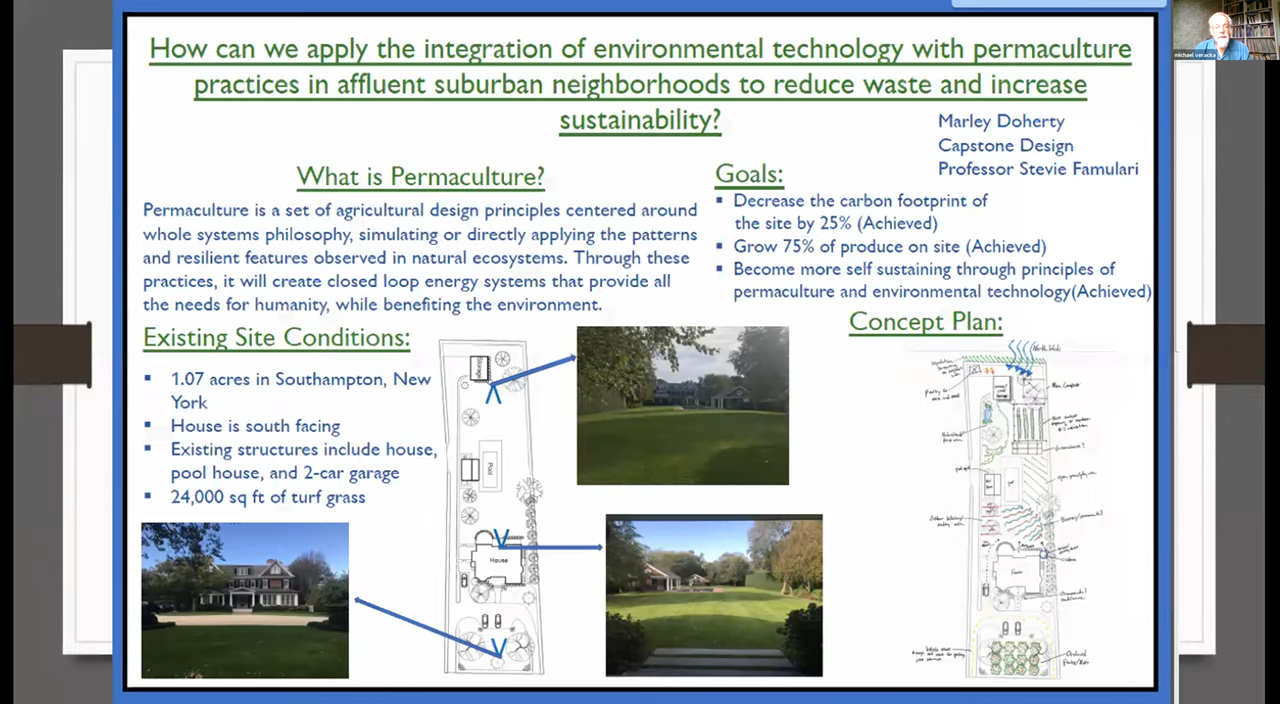 How can we apply the integration of environmental technology with permaculture
practices in affluent suburban neighborhoods to reduce waste and increase
sustainability?
Marley Doherty
Capstone Design
Professor Stevie Famulari
What is Permaculture?
Permaculture is a set of agricultural design principles centered around
whole systems philosophy, simulating or directly applying the patterns
and resilient features observed in natural ecosystems. Through these
practices, it will create closed loop energy systems that provide all
the needs for humanity, while benefiting the environment.
Goals:
▪ Decrease the carbon footprint of
the site by 25% (Achieved)
▪ Grow 75% of produce on site (Achieved)
▪ Become more self sustaining through principles of
permaculture and environmental technology(Achieved)
Existing Site Conditions:
▪ 1.07 acres in Southampton, New
York
▪ House is south facing
▪ Existing structures include house,
pool house, and 2-car garage
▪ 24,000 sq ft of turf grass
Pool
House
Concept Plan:
michael veracka